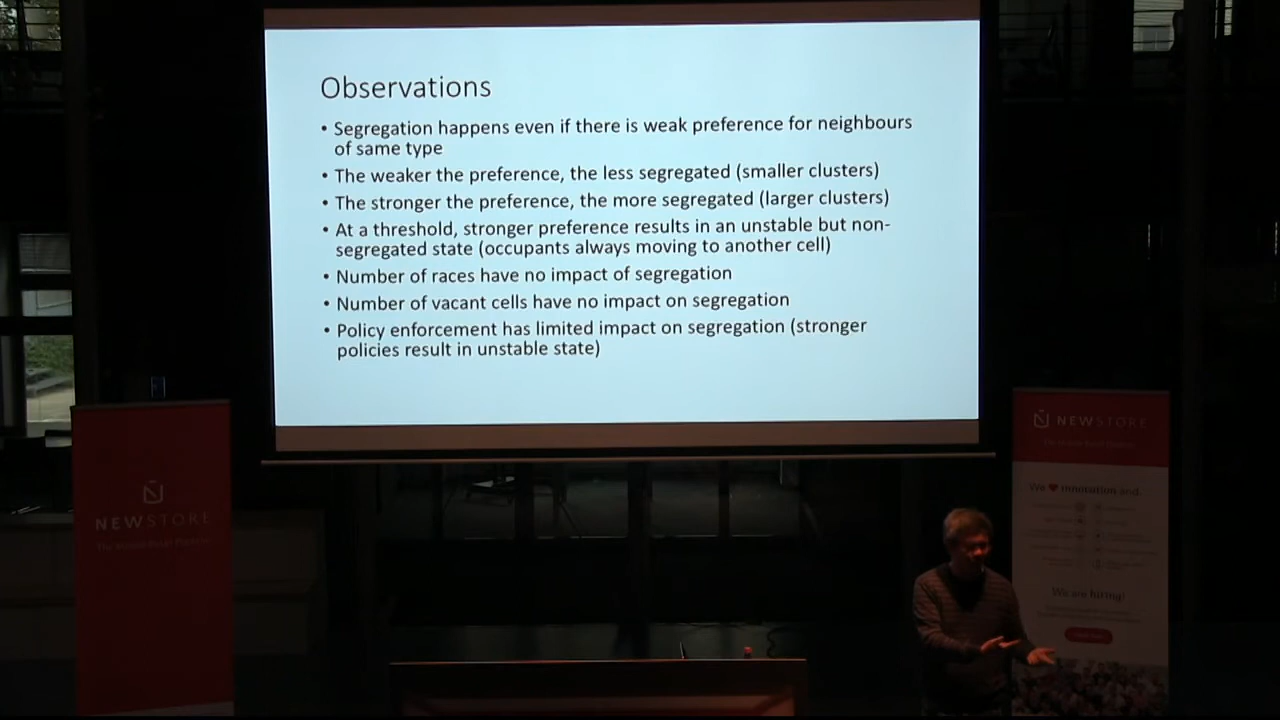 Observations
• Segregation happens even if there is weak preference for neighbours
of same type
• The weaker the preference, the less segregated (smaller clusters)
• The stronger the preference, the more segregated (larger clusters)
• At a threshold, stronger preference results in an unstable but non-
segregated state (occupants always moving to another cell)
• Number of races have no impact of segregation
• Number of vacant cells have no impact on segregation
• Policy enforcement has limited impact on segregation (stronger
policies result in unstable state)
NEWSTORE
NEWSTORE
We ❤ innovation and.
We are hiring!